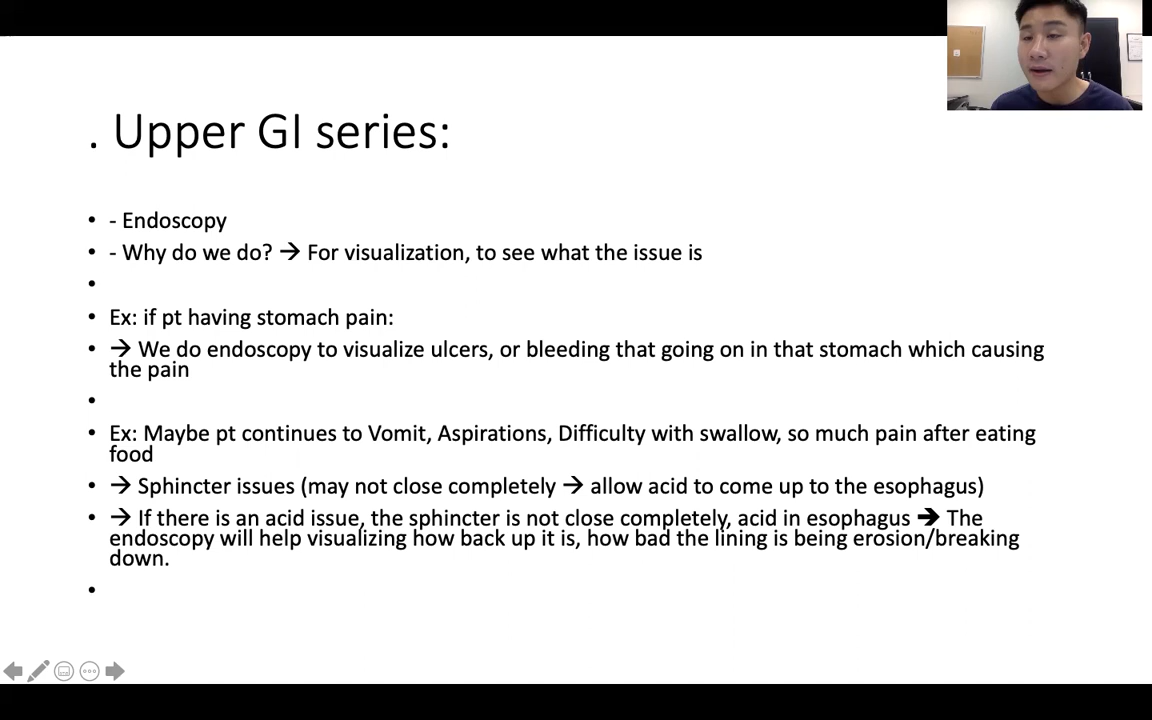 . Upper GI series:
• - Endoscopy
• - Why do we do? → For visualization, to see what the issue is
•
• Ex: if pt having stomach pain:
• → We do endoscopy to visualize ulcers, or bleeding that going on in that stomach which causing
the pain
•
• Ex: Maybe pt continues to Vomit, Aspirations, Difficulty with swallow, so much pain after eating
food
• → Sphincter issues (may not close completely → allow acid to come up to the esophagus)
• → If there is an acid issue, the sphincter is not close completely, acid in esophagus → The
endoscopy will help visualizing how back up it is, how bad the lining is being erosion/breaking
down.
•